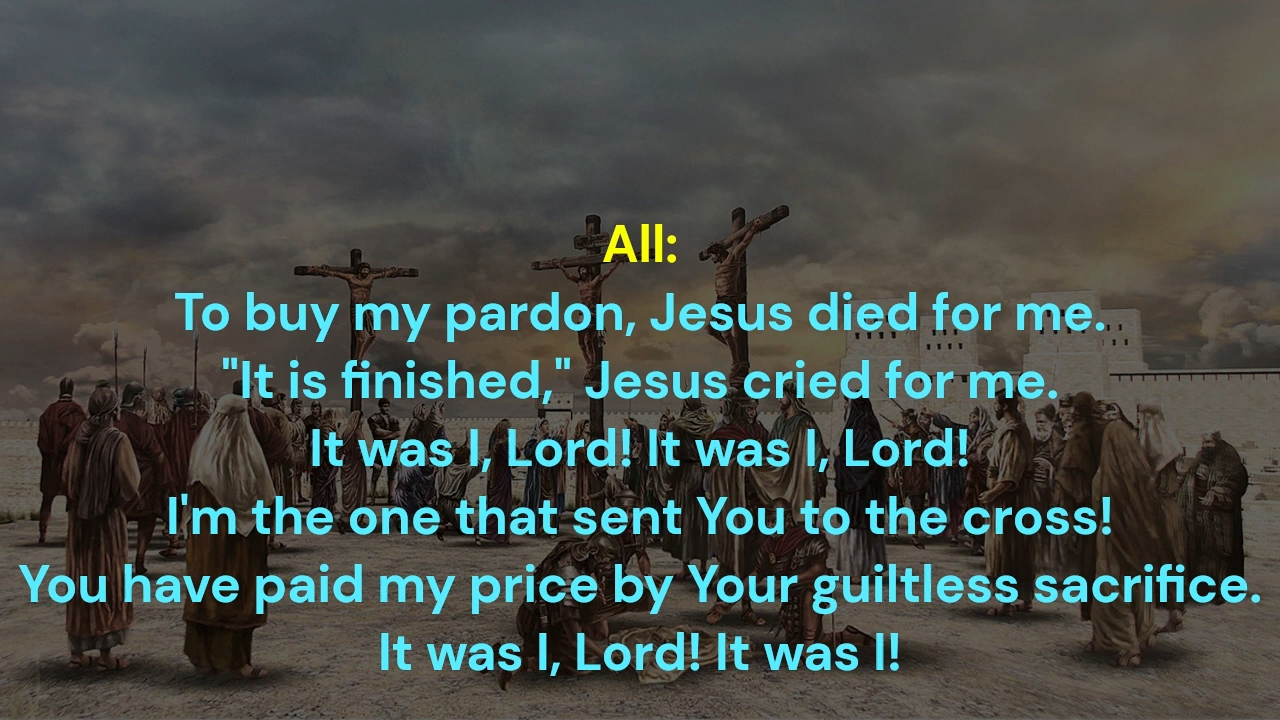 All:
To buy my pardon, Jesus died for me.
"It is finished," Jesus cried for me.
It was I, Lord! It was I, Lord!
I'm the one that sent You to the cross!
You have paid my price by Your guiltless sacrifice.
It was I, Lord! It was I!